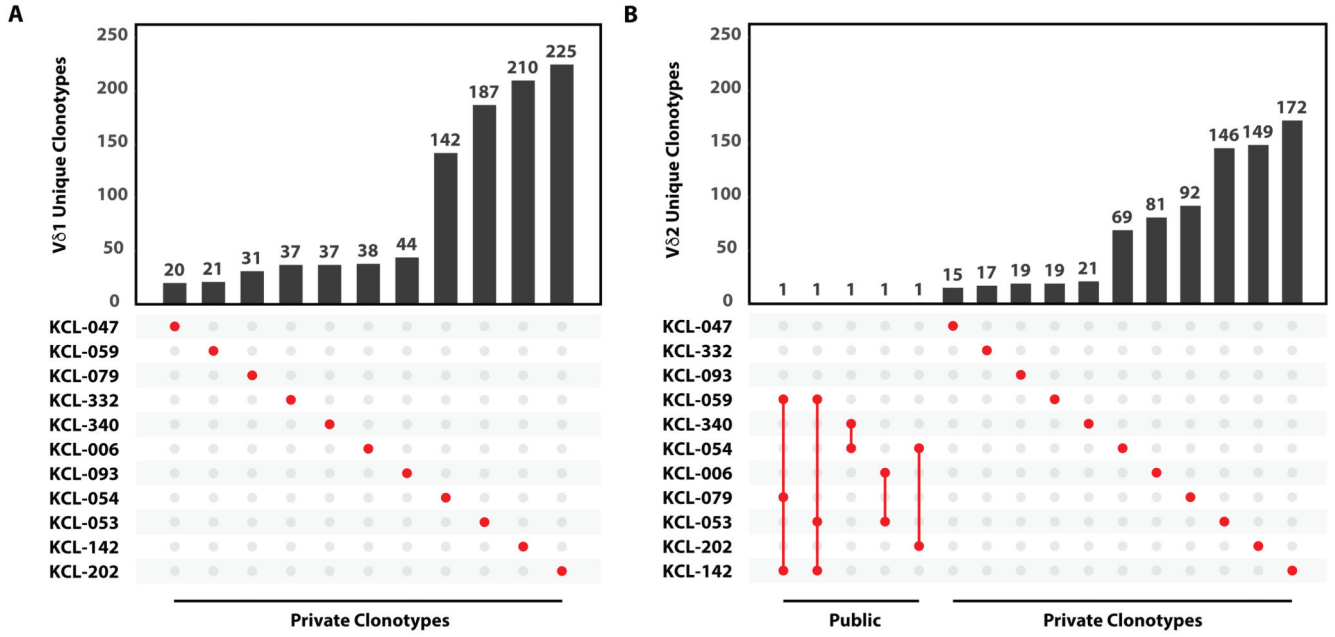 A
Vδ1 Unique Clonotypes
250
200
150
100
50
0
20
21
31
37
37
38
44
142
187
210
225
KCL-047
KCL-059
KCL-079
KCL-332
KCL-340
KCL-006
KCL-093
KCL-054
KCL-053
KCL-142
KCL-202
Private Clonotypes
B
Vδ2 Unique Clonotypes
250
200
150
100
50
0
1
1
1
1
1
15
17
19
19
21
69
81
92
146
149
172
KCL-047
KCL-332
KCL-093
KCL-059
KCL-340
KCL-054
KCL-006
KCL-079
KCL-053
KCL-202
KCL-142
Public
Private Clonotypes